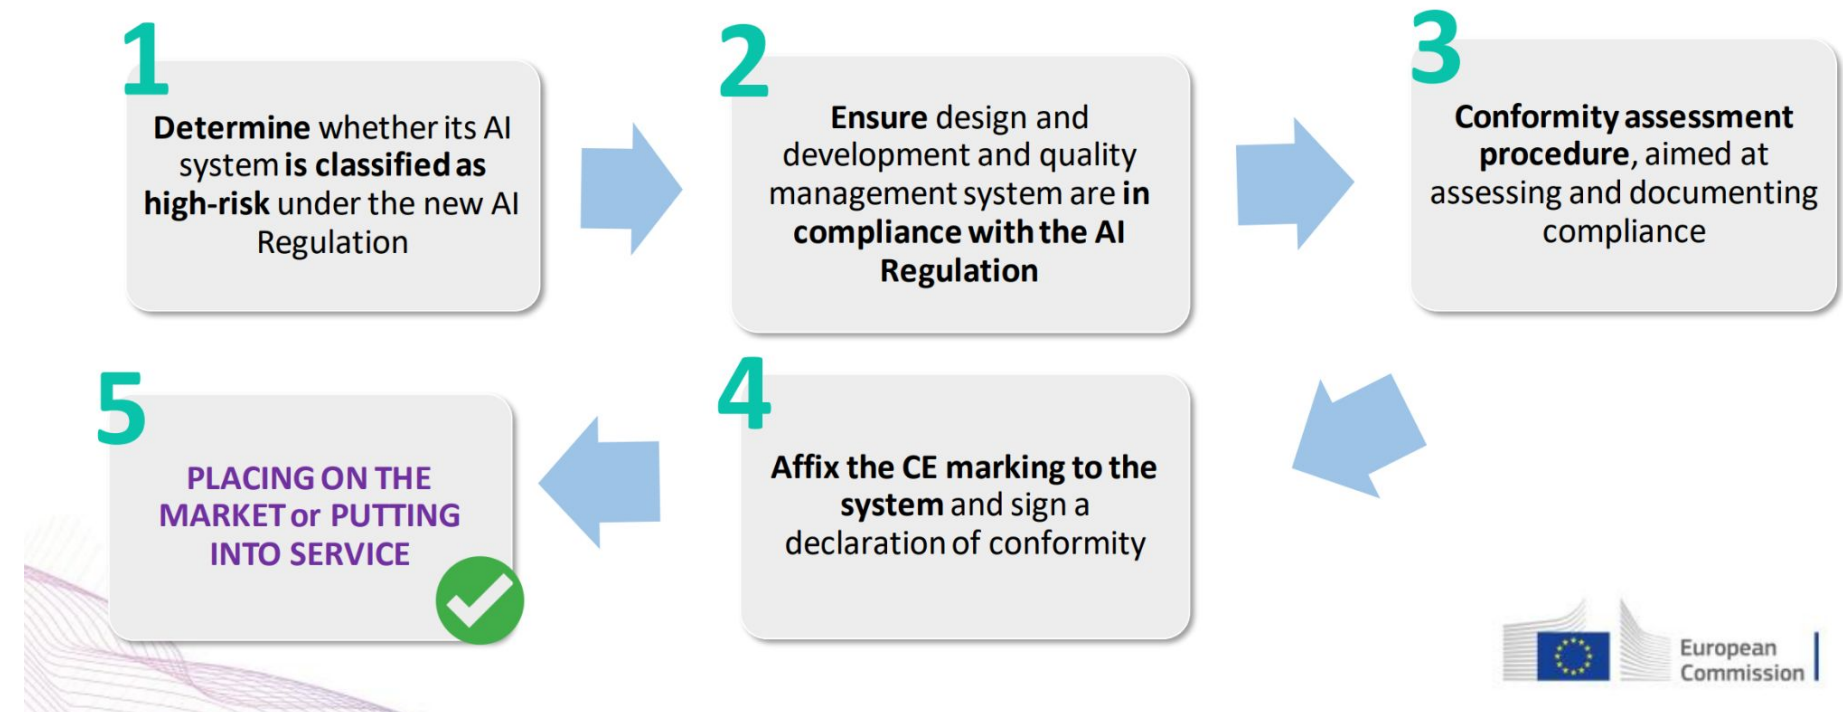 1
Determine whether its AI
system is classified as
high-risk under the new AI
Regulation
2
Ensure design and
development and quality
management system are in
compliance with the AI
Regulation
3
Conformity assessment
procedure, aimed at
assessing and documenting
compliance
4
Affix the CE marking to the
system and sign a
declaration of conformity
5
PLACING ON THE
MARKET or PUTTING
INTO SERVICE
European
Commission